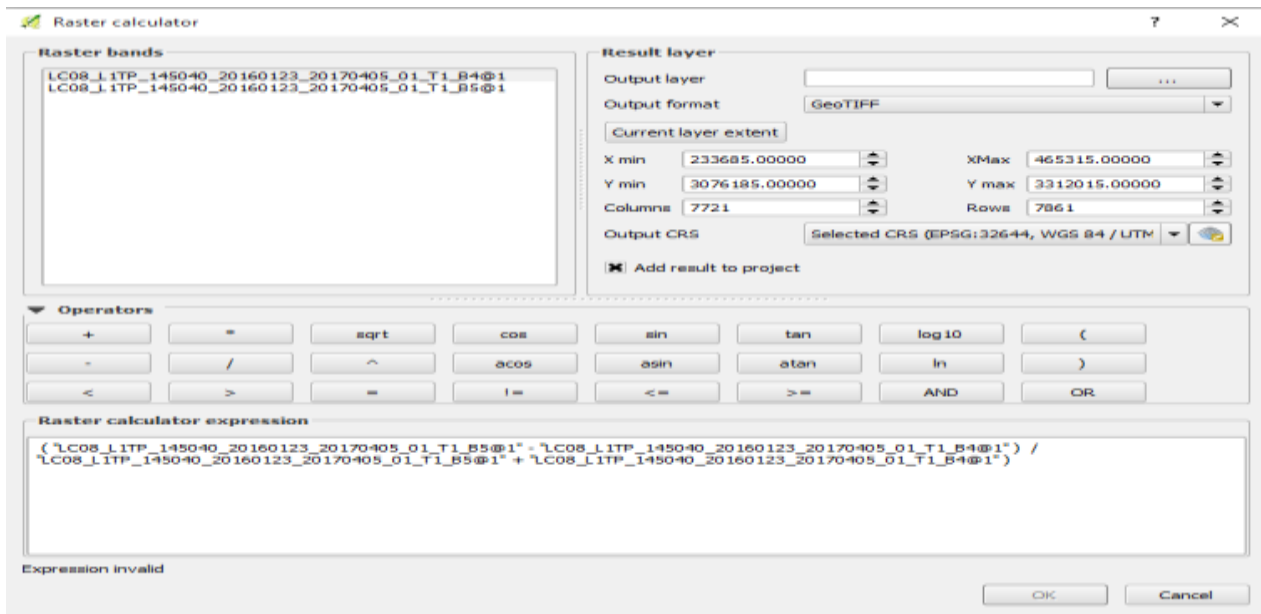 Raster calculator ? ×
Raster bands
LC08_L1TP_145040_20160123_20170405_01_T1_B4@1
LC08_L1TP_145040_20160123_20170405_01_T1_B5@1
Result layer
Output layer ...
Output format GeoTIFF
Current layer extent
X min 233685.00000 XMax 465315.00000
Y min 3076185.00000 Y max 3312015.00000
Columns 7721 Rows 7861
Output CRS Selected CRS (EPSG:32644, WGS 84 / UTM
Add result to project
Operators
+ * sqrt cos sin tan log10 (
- / ^ acos asin atan ln )
< > = != <= >= AND OR
Raster calculator expression
("LC08_L1TP_145040_20160123_20170405_01_T1_B5@1" - "LC08_L1TP_145040_20160123_20170405_01_T1_B4@1") /
"LC08_L1TP_145040_20160123_20170405_01_T1_B5@1" + "LC08_L1TP_145040_20160123_20170405_01_T1_B4@1")
Expression invalid
OK Cancel